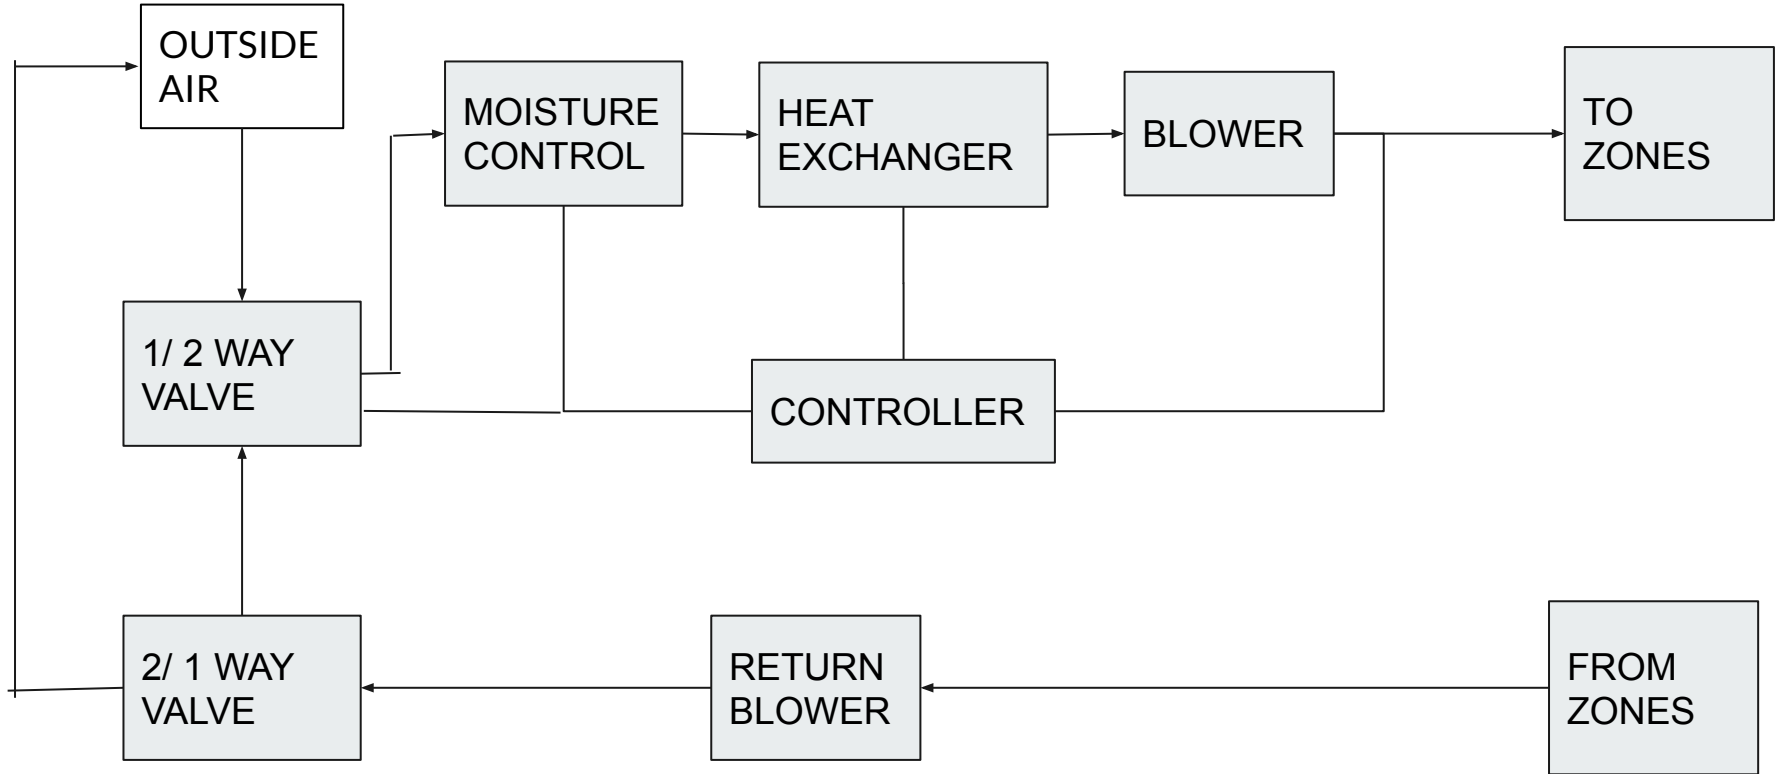 OUTSIDE
AIR
MOISTURE
CONTROL
HEAT
EXCHANGER
BLOWER
TO
ZONES
1/ 2 WAY
VALVE
CONTROLLER
2/ 1 WAY
VALVE
RETURN
BLOWER
FROM
ZONES